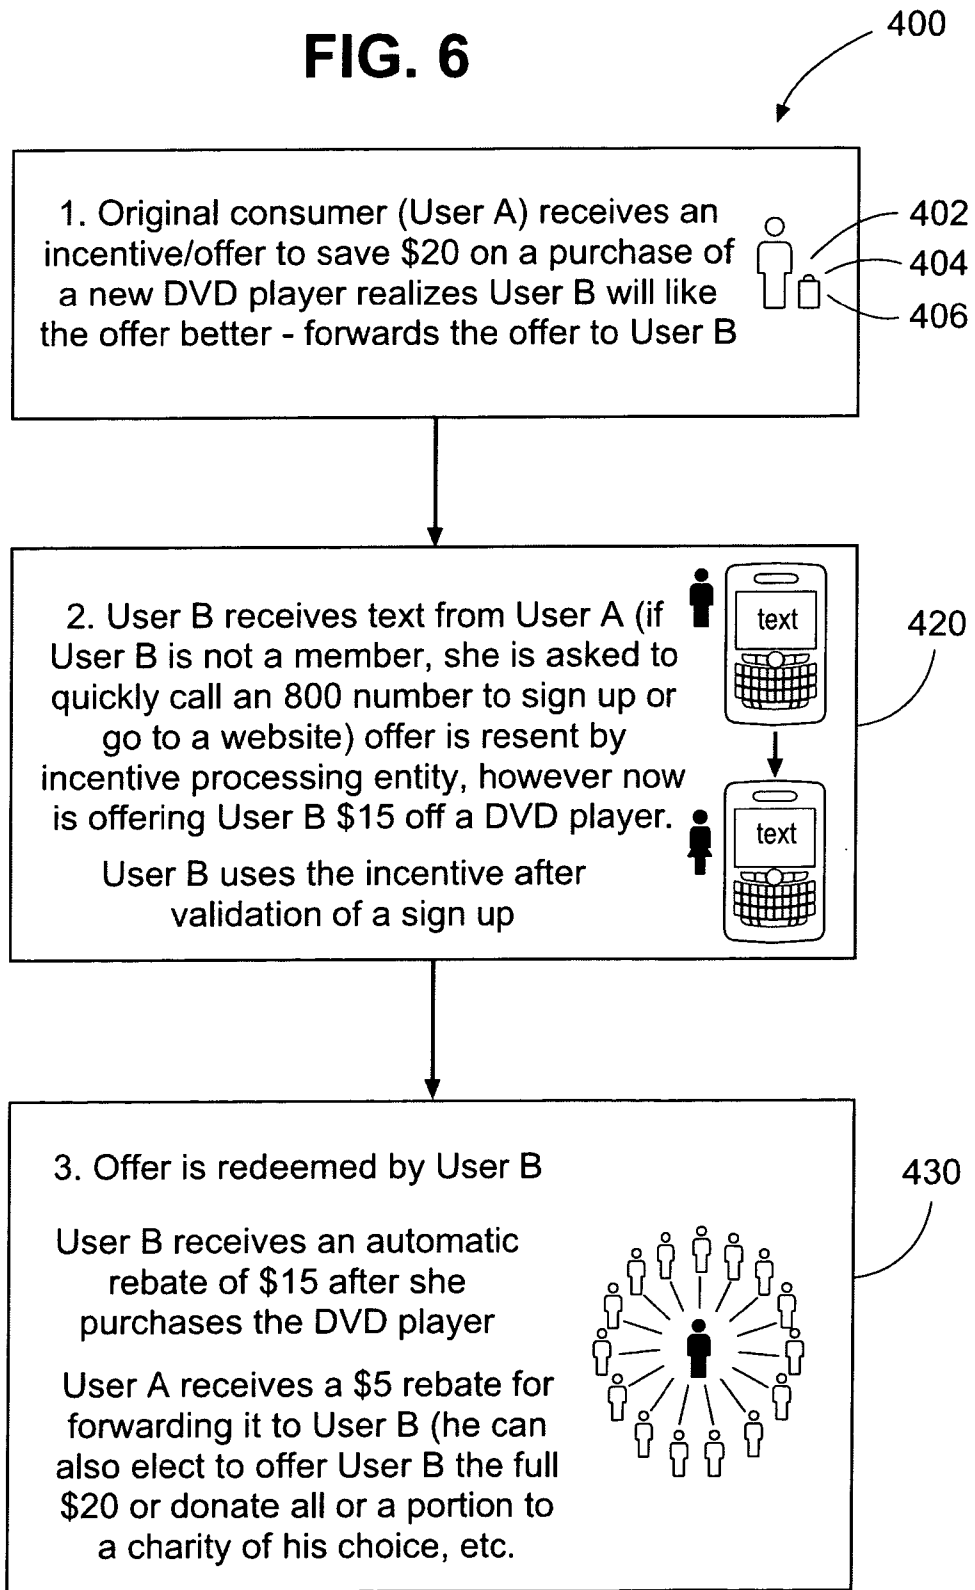 FIG. 6
400
1. Original consumer (User A) receives an
incentive/offer to save $20 on a purchase of
a new DVD player realizes User B will like
the offer better - forwards the offer to User B
402
404
406
2. User B receives text from User A (if
User B is not a member, she is asked to
quickly call an 800 number to sign up or
go to a website) offer is resent by
incentive processing entity, however now
is offering User B $15 off a DVD player.
User B uses the incentive after
validation of a sign up
text
text
420
3. Offer is redeemed by User B
User B receives an automatic
rebate of $15 after she
purchases the DVD player
User A receives a $5 rebate for
forwarding it to User B (he can
also elect to offer User B the full
$20 or donate all or a portion to
a charity of his choice, etc.
430